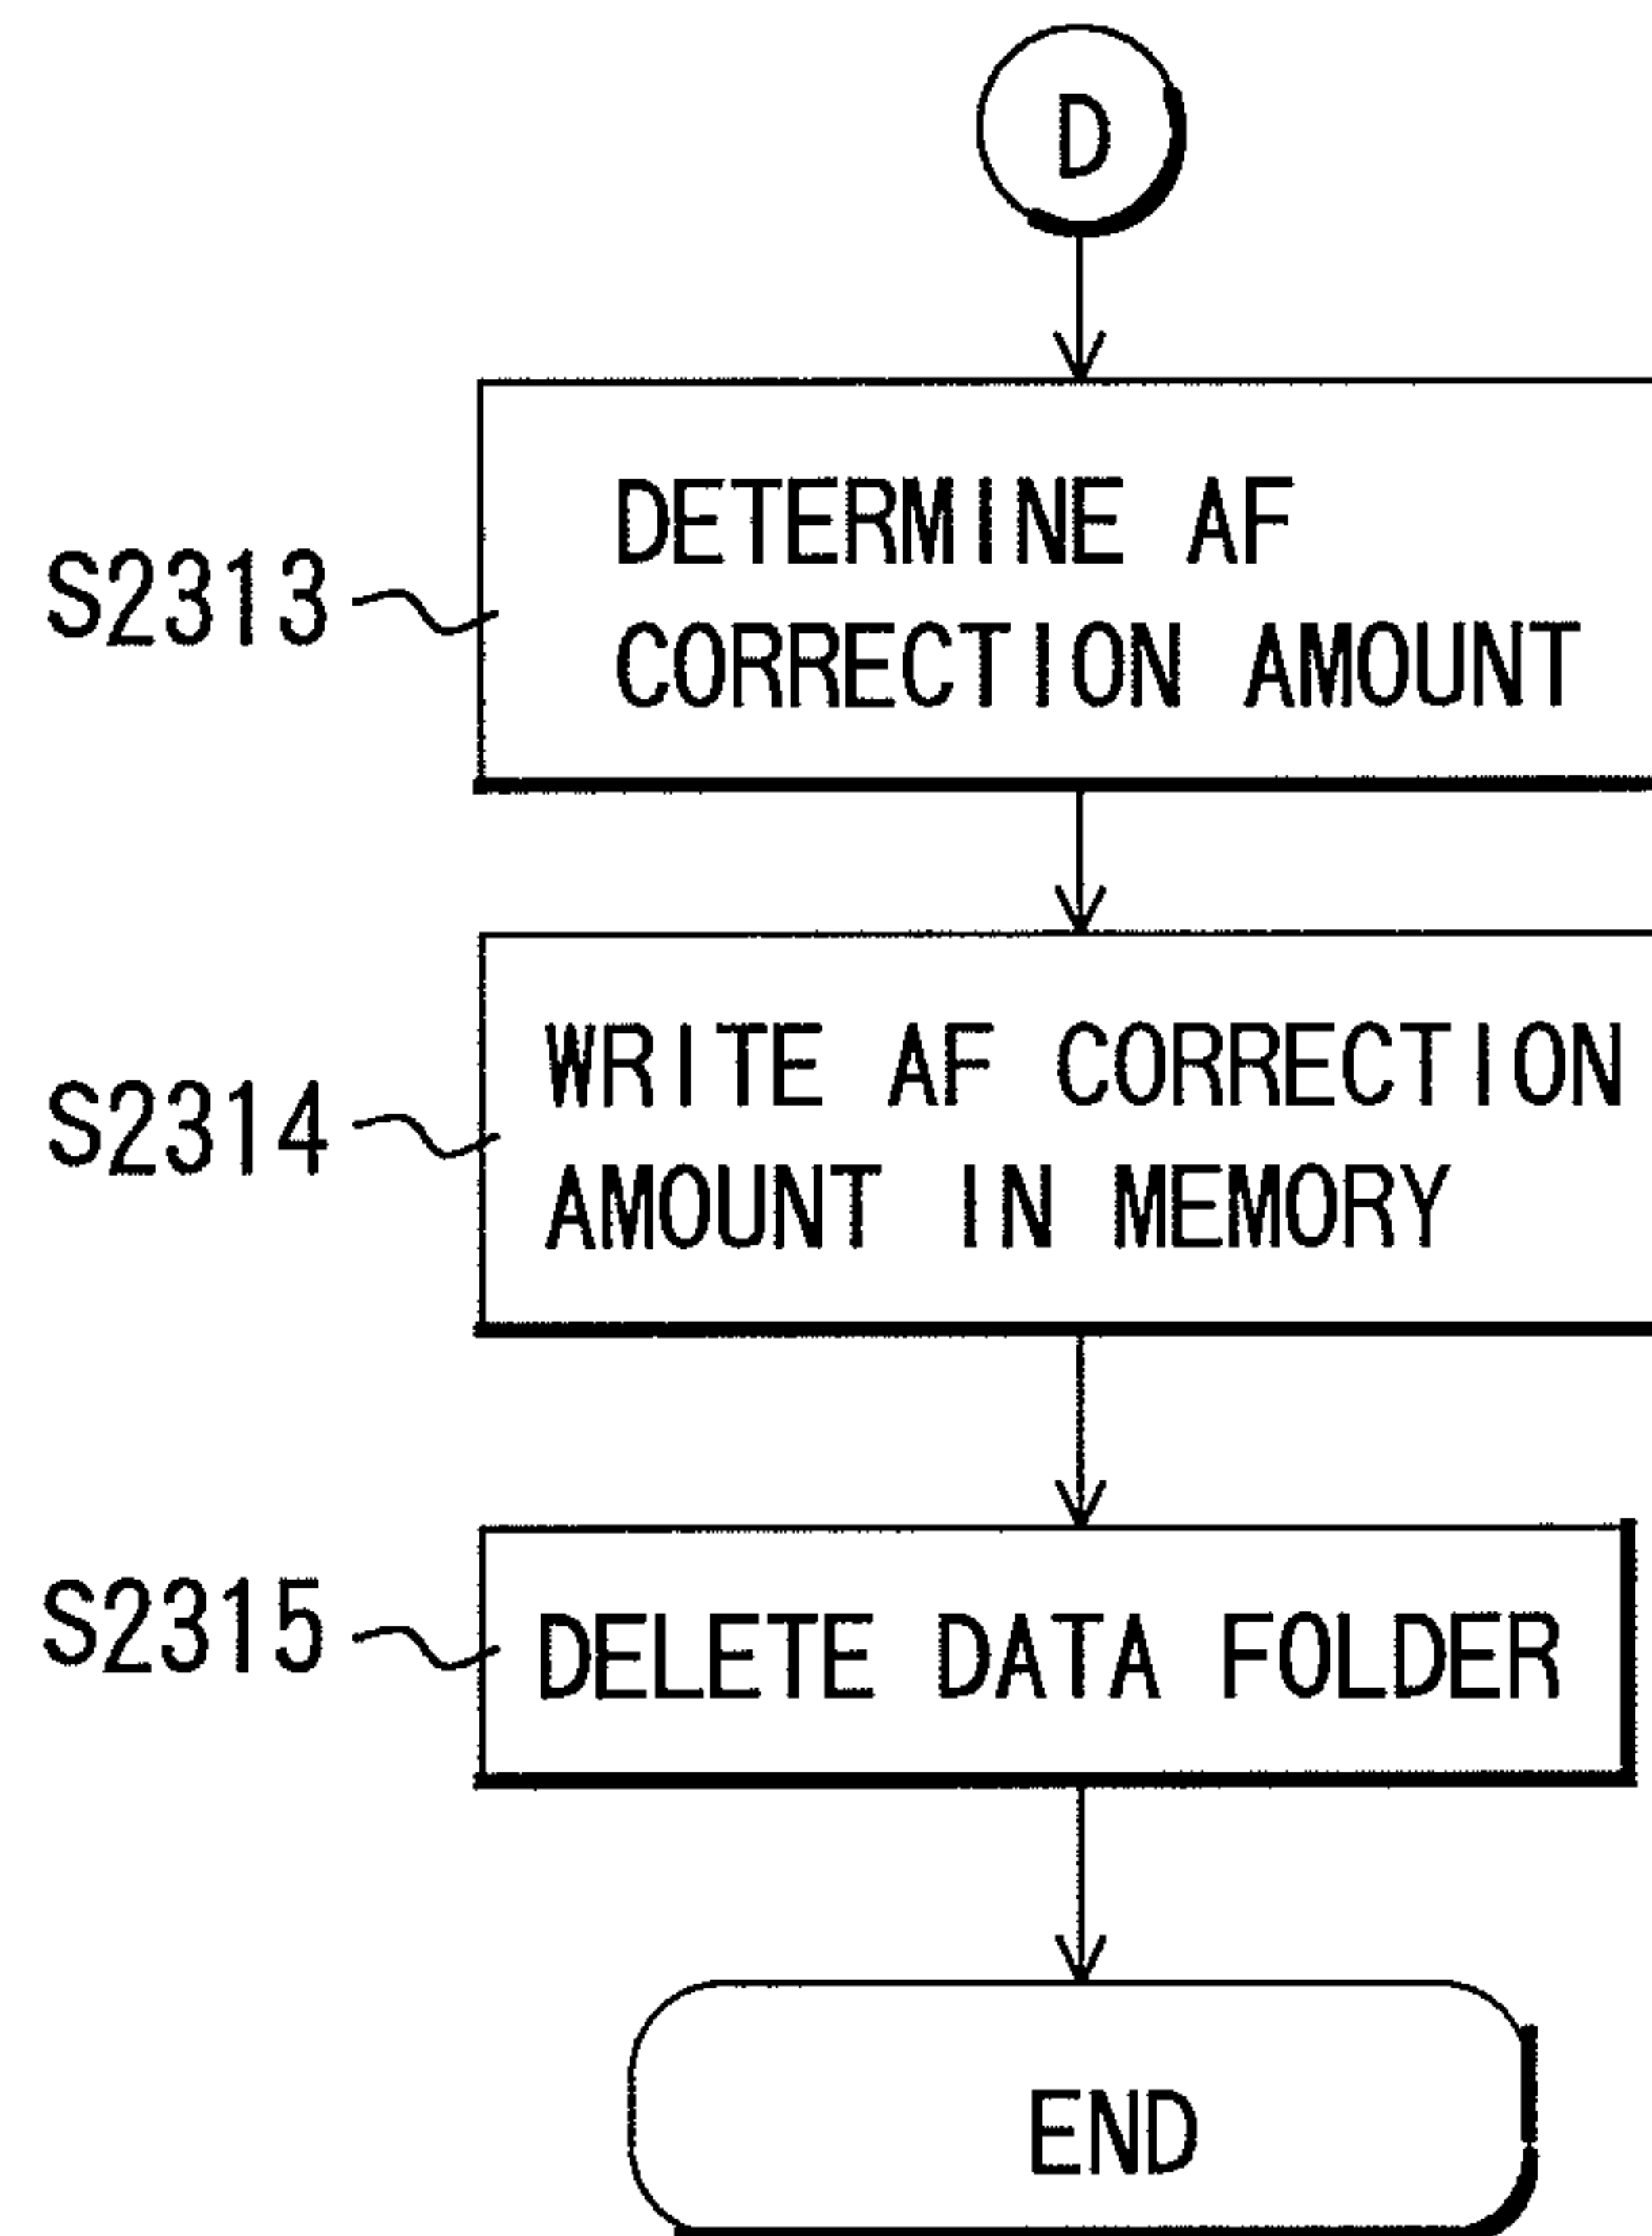 D
S2313
DETERMINE AF
CORRECTION AMOUNT
S2314
WRITE AF CORRECTION
AMOUNT IN MEMORY
S2315
DELETE DATA FOLDER
END